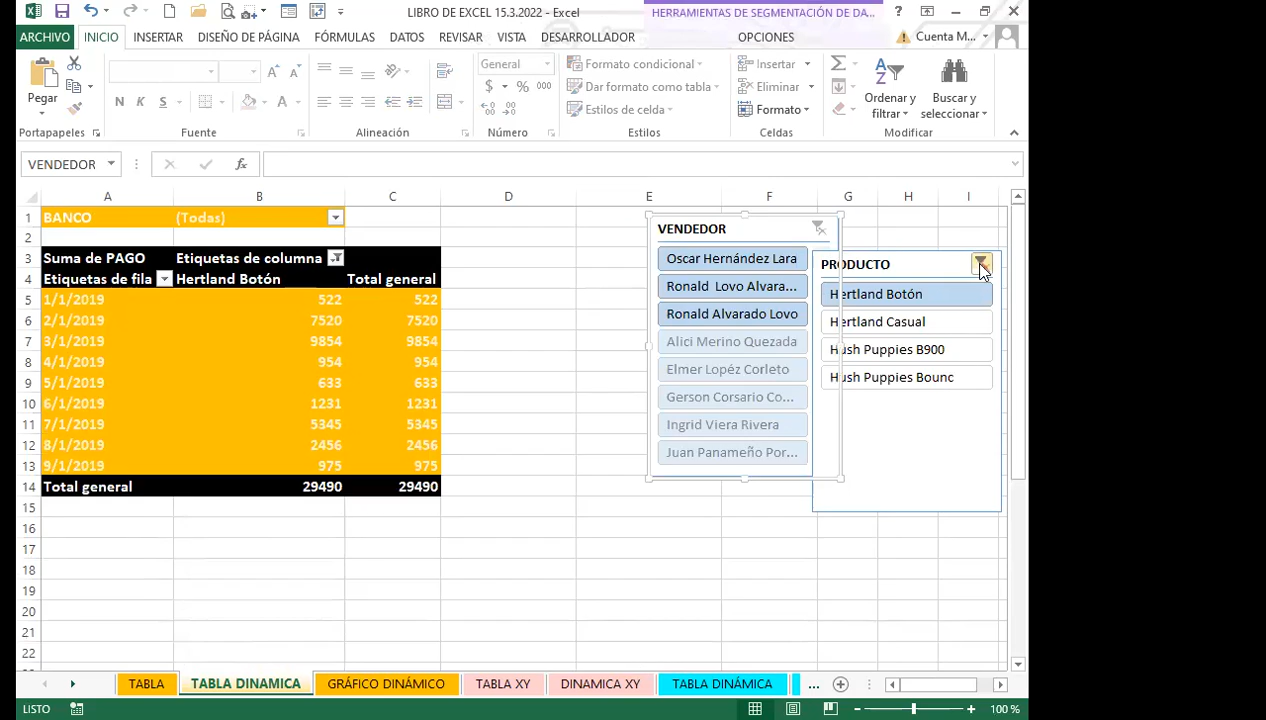 LIBRO DE EXCEL 15.3.2022 - Excel
HERRAMIENTAS DE SEGMENTACIÓN DE DA...
?
ARCHIVO INICIO INSERTAR DISEÑO DE PÁGINA FÓRMULAS DATOS REVISAR VISTA DESARROLLADOR OPCIONES Cuenta M...
Pegar
N K S
A A
A
General
$ % 000
Formato condicional
Dar formato como tabla
Estilos de celda
Insertar
Eliminar
Formato
Ordenar y
filtrar
Buscar y
seleccionar
Portapapeles Fuente Alineación Número Estilos Celdas Modificar
VENDEDOR fx
A B C D E F G H I
1 BANCO (Todas)
2
3 Suma de PAGO Etiquetas de columna
4 Etiquetas de fila Hertland Botón Total general
5 1/1/2019 522 522
6 2/1/2019 7520 7520
7 3/1/2019 9854 9854
8 4/1/2019 954 954
9 5/1/2019 633 633
10 6/1/2019 1231 1231
11 7/1/2019 5345 5345
12 8/1/2019 2456 2456
13 9/1/2019 975 975
14 Total general 29490 29490
15
16
17
18
19
20
21
22
VENDEDOR
Oscar Hernández Lara
Ronald Lovo Alvara...
Ronald Alvarado Lovo
Alici Merino Quezada
Elmer Lopéz Corleto
Gerson Corsario Co...
Ingrid Viera Rivera
Juan Panameño Por...
PRODUCTO
Hertland Botón
Hertland Casual
Hush Puppies B900
Hush Puppies Bounc
TABLA TABLA DINAMICA GRÁFICO DINÁMICO TABLA XY DINAMICA XY TABLA DINÁMICA ...
LISTO 100 %